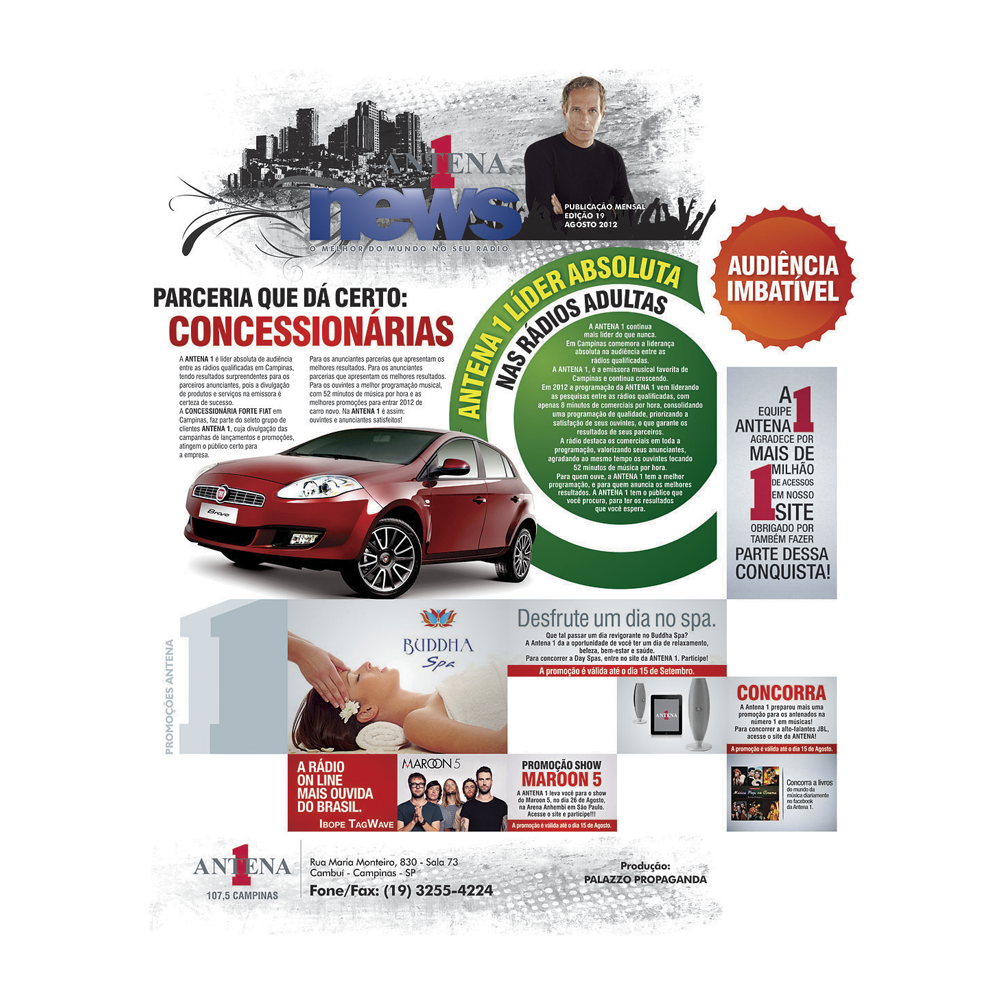 ANTENA 1
news
O MELHOR DO MUNDO NO SEU RÁDIO.
PUBLICAÇÃO MENSAL
EDIÇÃO 19
AGOSTO 2012
AUDIÊNCIA
IMBATÍVEL
PARCERIA QUE DÁ CERTO:
CONCESSIONÁRIAS
A ANTENA 1 é líder absoluta de audiência
entre as rádios qualificadas em Campinas,
tendo resultados surpreendentes para os
parceiros anunciantes, pois a divulgação
de produtos e serviços na emissora é
certeza de sucesso.
A CONCESSIONÁRIA FORTE FIAT em
Campinas, faz parte do seleto grupo de
clientes ANTENA 1, cuja divulgação das
campanhas de lançamentos e promoções,
atingem o público certo para
a empresa.
Para os anunciantes parcerias que apresentam os
melhores resultados. Para os anunciantes
parcerias que apresentam os melhores resultados.
Para os ouvintes a melhor programação musical,
com 52 minutos de música por hora e as
melhores promoções para entrar 2012 de
carro novo. Na ANTENA 1 é assim:
ouvintes e anunciantes satisfeitos!
Bravo
ANTENA 1 LÍDER ABSOLUTA
NAS RÁDIOS ADULTAS
A ANTENA 1 continua
mais líder do que nunca.
Em Campinas comemora a liderança
absoluta na audiência entre as
rádios qualificadas.
A ANTENA 1, é a emissora musical favorita de
Campinas e continua crescendo.
Em 2012 a programação da ANTENA 1 vem liderando
as pesquisas entre as rádios qualificadas, com
apenas 8 minutos de comerciais por hora, consolidando
uma programação de qualidade, priorizando a
satisfação de seus ouvintes, o que garante os
resultados de seus parceiros.
A rádio destaca os comerciais em toda a
programação, valorizando seus anunciantes,
agradando ao mesmo tempo os ouvintes tocando
52 minutos de música por hora.
Para quem ouve, a ANTENA 1 tem a melhor
programação, e para quem anuncia os melhores
resultados. A ANTENA 1 tem o público que
você procura, para ter os resultados
que você espera.
A
EQUIPE
ANTENA 1
AGRADECE POR
MAIS DE
1 MILHÃO
DE ACESSOS
EM NOSSO
SITE
OBRIGADO POR
TAMBÉM FAZER
PARTE DESSA
CONQUISTA!
PROMOÇÕES ANTENA
1
BUDDHA
Spa
Desfrute um dia no spa.
Que tal passar um dia revigorante no Buddha Spa?
A Antena 1 da a oportunidade de você ter um dia de relaxamento,
beleza, bem-estar e saúde.
Para concorrer a Day Spas, entre no site da ANTENA 1. Participe!
A promoção é válida até o dia 15 de Setembro.
ANTENA 1
CONCORRA
A Antena 1 preparou mais uma
promoção para os antenados na
número 1 em músicas!
Para concorrer a alto-falantes JBL,
acesse o site da ANTENA!
A promoção é válida até o dia 15 de Agosto.
A RÁDIO
ON LINE
MAIS OUVIDA
DO BRASIL.
IBOPE TAGWAVE
MAROON 5
PROMOÇÃO SHOW
MAROON 5
A ANTENA 1 leva você para o show
do Maroon 5, no dia 26 de Agosto,
na Arena Anhembi em São Paulo.
Acesse o site e participe!!!
A promoção é válida até o dia 15 de Agosto.
Música Pop no Cinema
Concorra a livros
do mundo da
música diariamente
no facebook
da Antena 1.
ANTENA 1
107,5 CAMPINAS
Rua Maria Monteiro, 830 - Sala 73
Cambuí - Campinas - SP
Fone/Fax: (19) 3255-4224
Produção:
PALAZZO PROPAGANDA